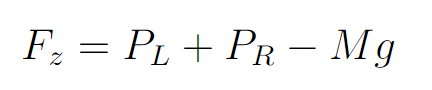 $F_z = P_L + P_R - Mg$